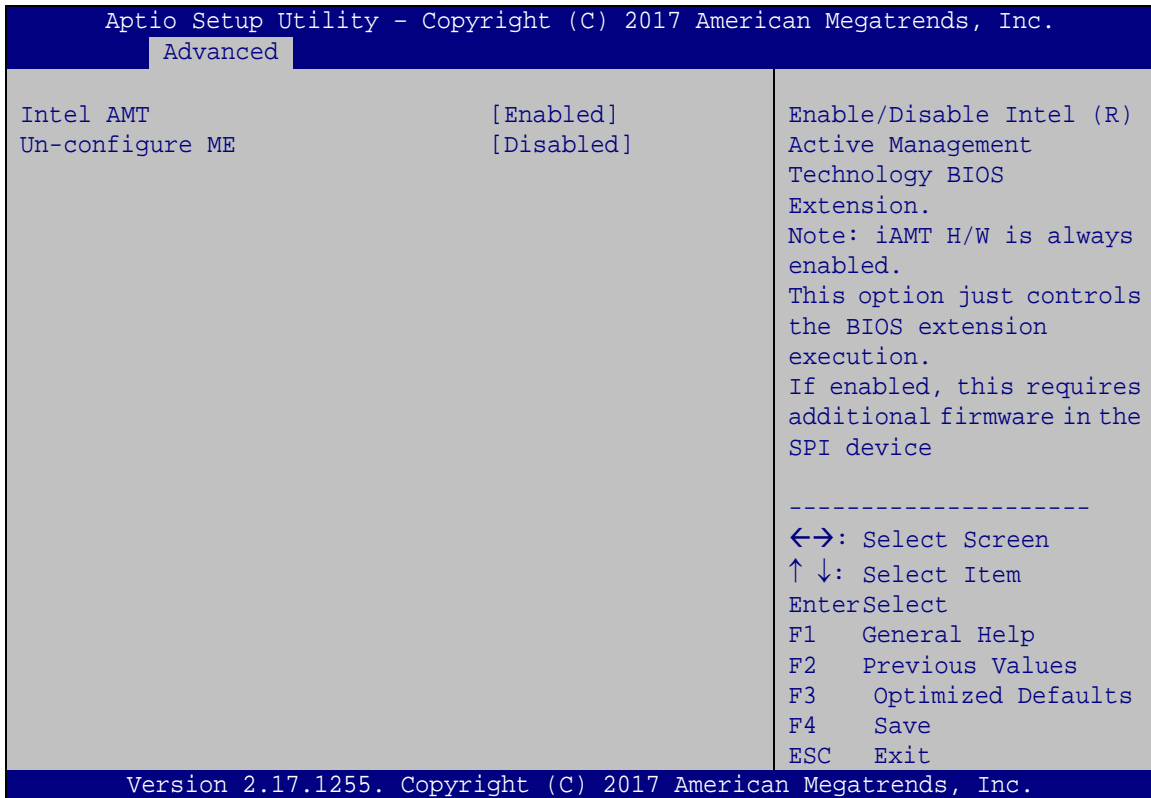 Aptio Setup Utility – Copyright (C) 2017 American Megatrends, Inc.
Advanced
Intel AMT [Enabled]
Un-configure ME [Disabled]
Enable/Disable Intel (R)
Active Management
Technology BIOS
Extension.
Note: iAMT H/W is always
enabled.
This option just controls
the BIOS extension
execution.
If enabled, this requires
additional firmware in the
SPI device
---------------------
←→: Select Screen
↑ ↓: Select Item
EnterSelect
F1 General Help
F2 Previous Values
F3 Optimized Defaults
F4 Save
ESC Exit
Version 2.17.1255. Copyright (C) 2017 American Megatrends, Inc.